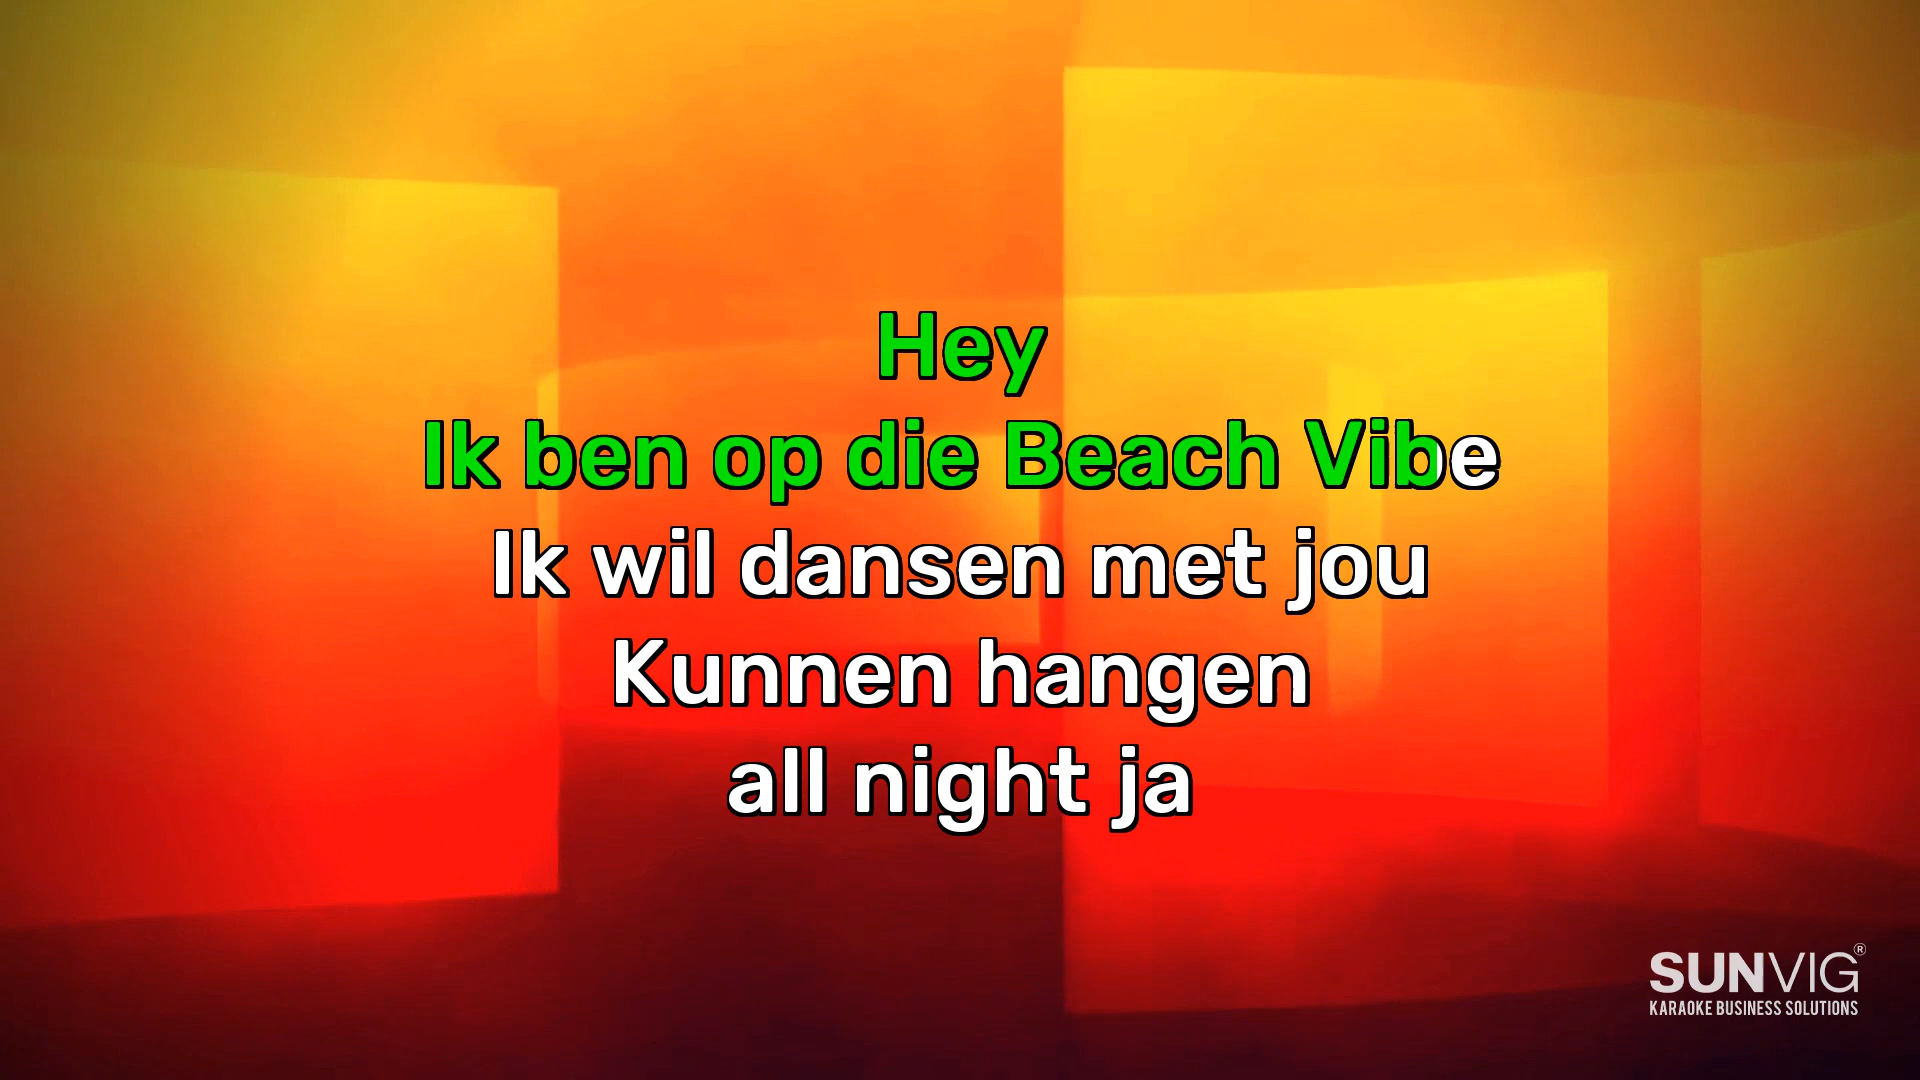 Hey
Ik ben op die Beach Vibe
Ik wil dansen met jou
Kunnen hangen
all night ja
SUNVIG®
KARAOKE BUSINESS SOLUTIONS